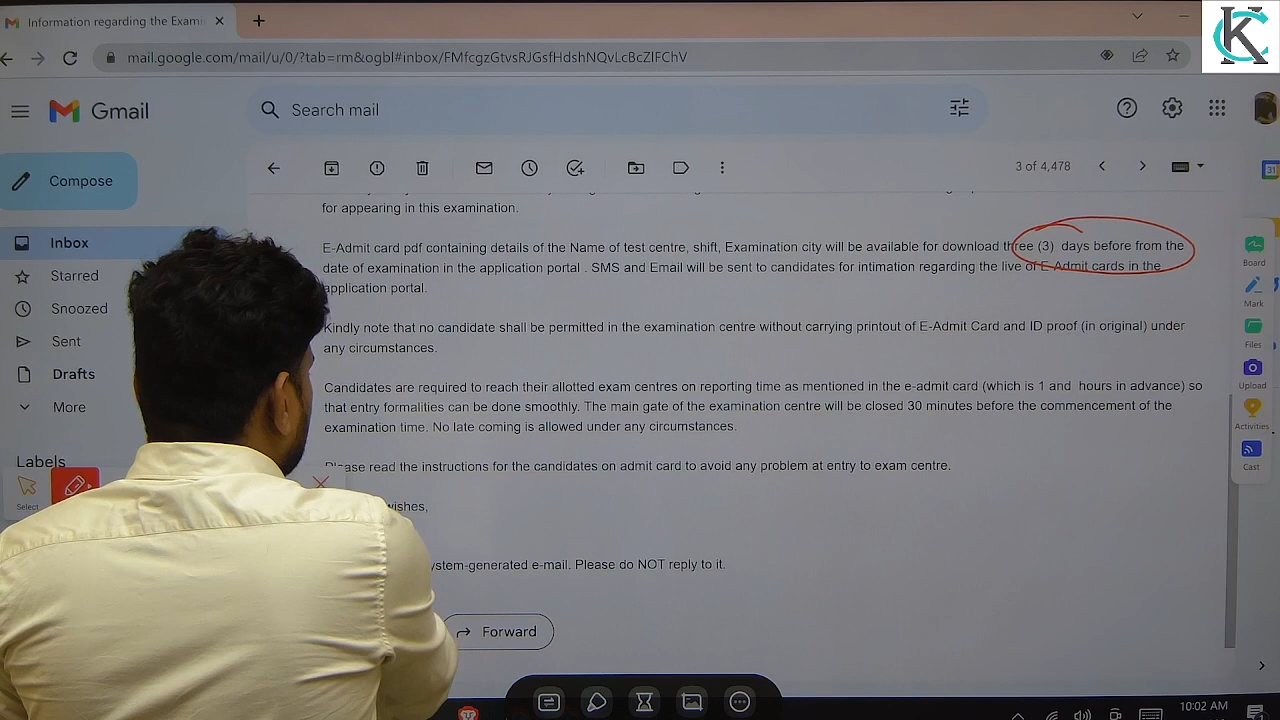 Information regarding the Exami
mail.google.com/mail/u/0/?tab=rm&ogbl#inbox/FMfcgzGtvsRJGsfHdshNQvLcBcZlFChV
KC
Gmail
Search mail
3 of 4,478
Compose
Inbox
Starred
Snoozed
Sent
Drafts
More
Labels
Select
for appearing in this examination.
E-Admit card pdf containing details of the Name of test centre, shift, Examination city will be available for download three (3) days before from the
date of examination in the application portal . SMS and Email will be sent to candidates for intimation regarding the live of E-Admit cards in the
application portal.
Kindly note that no candidate shall be permitted in the examination centre without carrying printout of E-Admit Card and ID proof (in original) under
any circumstances.
Candidates are required to reach their allotted exam centres on reporting time as mentioned in the e-admit card (which is 1 and hours in advance) so
that entry formalities can be done smoothly. The main gate of the examination centre will be closed 30 minutes before the commencement of the
examination time. No late coming is allowed under any circumstances.
Please read the instructions for the candidates on admit card to avoid any problem at entry to exam centre.
wishes,
ystem-generated e-mail. Please do NOT reply to it.
Forward
31
Board
Mark
Files
Upload
Activities
Cast
10:02 AM